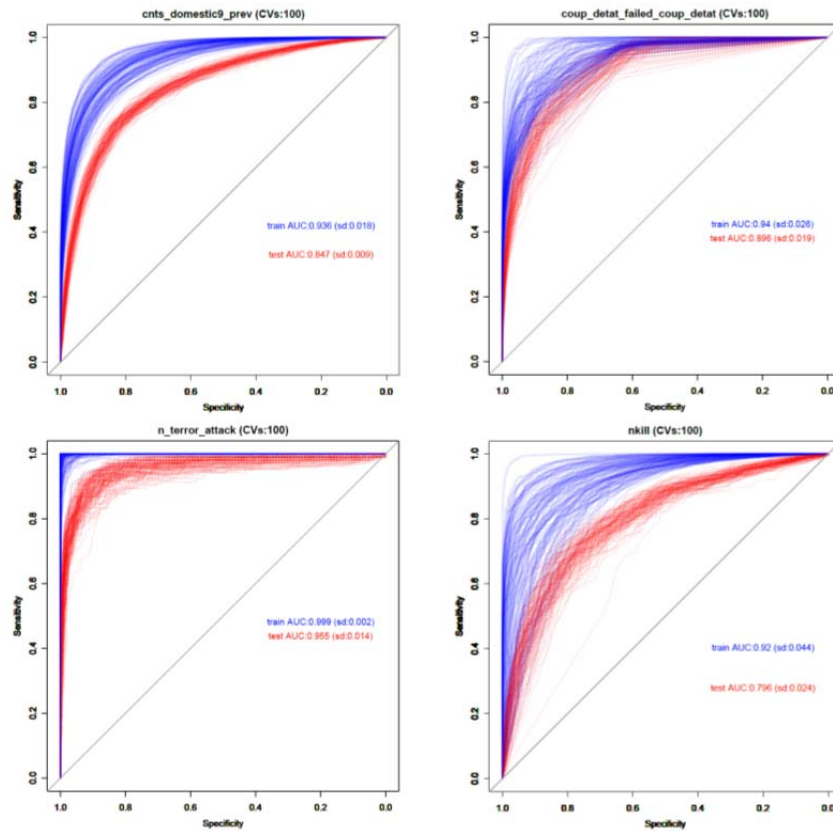 cnts_domestic9_prev (CVs:100)
Sensitivity
0.0 0.2 0.4 0.6 0.8 1.0
train AUC:0.936 (sd:0.018)
test AUC:0.847 (sd:0.009)
1.0 0.8 0.6 0.4 0.2 0.0
Specificity
coup_detat_failed_coup_detat (CVs:100)
Sensitivity
0.0 0.2 0.4 0.6 0.8 1.0
train AUC:0.94 (sd:0.026)
test AUC:0.896 (sd:0.019)
1.0 0.8 0.6 0.4 0.2 0.0
Specificity
n_terror_attack (CVs:100)
Sensitivity
0.0 0.2 0.4 0.6 0.8 1.0
train AUC:0.999 (sd:0.002)
test AUC:0.955 (sd:0.014)
1.0 0.8 0.6 0.4 0.2 0.0
Specificity
nkill (CVs:100)
Sensitivity
0.0 0.2 0.4 0.6 0.8 1.0
train AUC:0.92 (sd:0.044)
test AUC:0.796 (sd:0.024)
1.0 0.8 0.6 0.4 0.2 0.0
Specificity